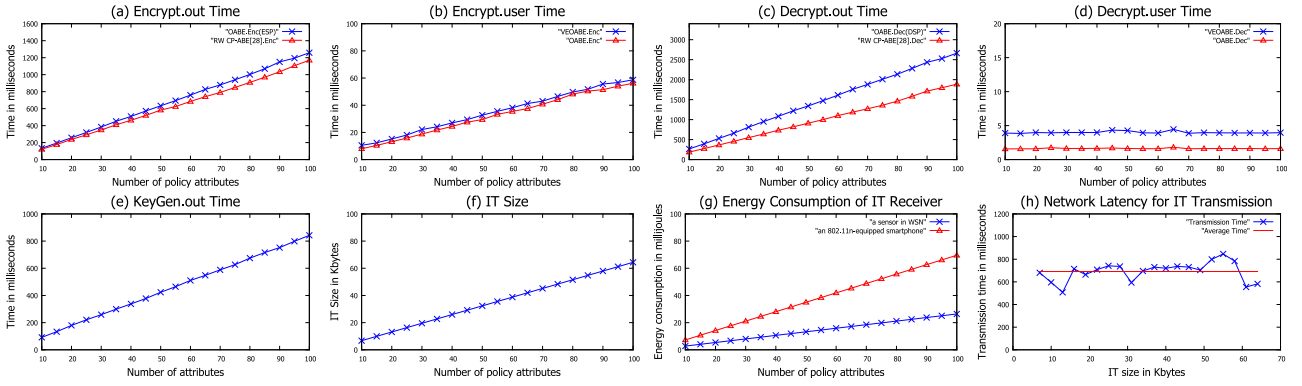 (a) Encrypt.out Time
Time in milliseconds
1600
1400
1200
1000
800
600
400
200
0
"OABE.Enc(ESP)"
"RW CP-ABE[28].Enc"
10 20 30 40 50 60 70 80 90 100
Number of policy attributes
(b) Encrypt.user Time
Time in milliseconds
100
80
60
40
20
0
"VEOABE.Enc"
"OABE.Enc"
10 20 30 40 50 60 70 80 90 100
Number of policy attributes
(c) Decrypt.out Time
Time in milliseconds
3000
2500
2000
1500
1000
500
0
"OABE.Dec(DSP)"
"RW CP-ABE[28].Dec"
10 20 30 40 50 60 70 80 90 100
Number of policy attributes
(d) Decrypt.user Time
Time in milliseconds
20
15
10
5
0
"VEOABE.Dec"
"OABE.Dec"
10 20 30 40 50 60 70 80 90 100
Number of policy attributes
(e) KeyGen.out Time
Time in milliseconds
1000
800
600
400
200
0
10 20 30 40 50 60 70 80 90 100
Number of attributes
(f) IT Size
IT Size in Kbytes
100
80
60
40
20
0
10 20 30 40 50 60 70 80 90 100
Number of policy attributes
(g) Energy Consumption of IT Receiver
Energy consumption in millijoules
100
80
60
40
20
0
"a sensor in WSN"
"an 802.11n-equipped smartphone"
10 20 30 40 50 60 70 80 90 100
Number of policy attributes
(h) Network Latency for IT Transmission
Transmission time in milliseconds
1200
1000
800
600
400
200
0
"Transmission Time"
"Average Time"
0 10 20 30 40 50 60 70
IT size in Kbytes